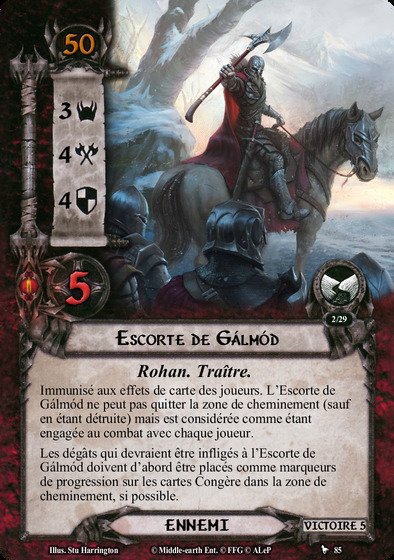 50
3
4
4
5
2/29
Escorte de Gálmód
Rohan. Traître.
Immunisé aux effets de carte des joueurs. L'Escorte de
Gálmód ne peut pas quitter la zone de cheminement (sauf
en étant détruite) mais est considérée comme étant
engagée au combat avec chaque joueur.
Les dégâts qui devraient être infligés à l'Escorte de
Gálmód doivent d'abord être placés comme marqueurs
de progression sur les cartes Congère dans la zone de
cheminement, si possible.
ENNEMI
VICTOIRE 5
Illus. Stu Harrington
©Middle-earth Ent. © FFG © ALeP
85